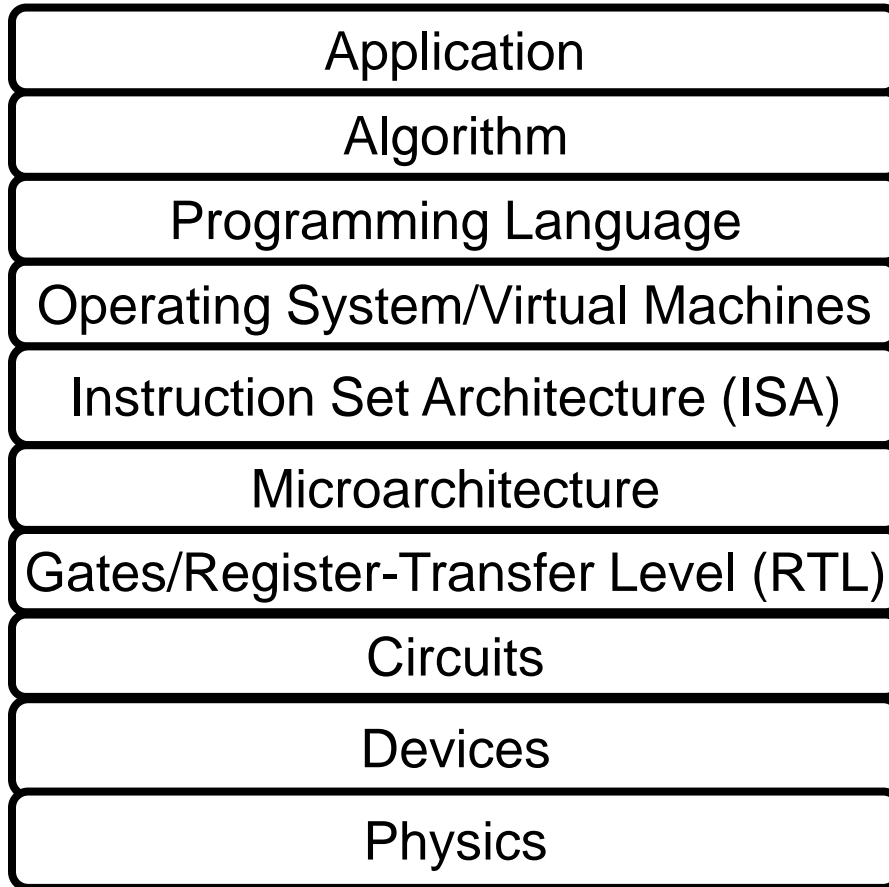 Application
Algorithm
Programming Language
Operating System/Virtual Machines
Instruction Set Architecture (ISA)
Microarchitecture
Gates/Register-Transfer Level (RTL)
Circuits
Devices
Physics